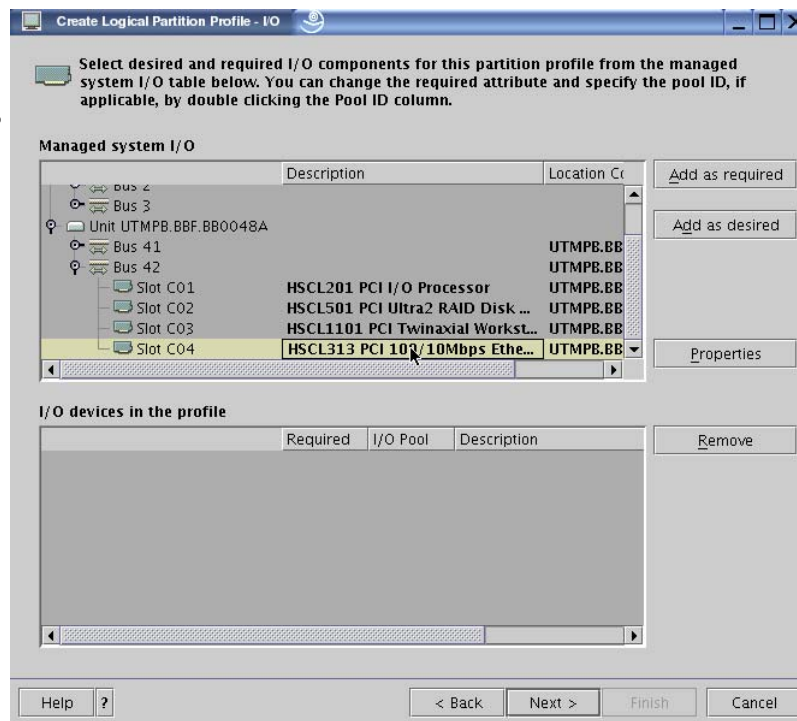 Create Logical Partition Profile - I/O
Select desired and required I/O components for this partition profile from the managed
system I/O table below. You can change the required attribute and specify the pool ID, if
applicable, by double clicking the Pool ID column.
Managed system I/O
Description Location Co
Add as required
Bus 2
Bus 3
Unit UTMPB.BBF.BB0048A
Add as desired
Bus 41 UTMPB.BB
Bus 42 UTMPB.BB
Slot C01 HSCL201 PCI I/O Processor UTMPB.BB
Slot C02 HSCL501 PCI Ultra2 RAID Disk ... UTMPB.BB
Slot C03 HSCL1101 PCI Twinaxial Workst... UTMPB.BB
Slot C04 HSCL313 PCI 100/10Mbps Ethe... UTMPB.BB
Properties
I/O devices in the profile
Required I/O Pool Description
Remove
Help ? < Back Next > Finish Cancel